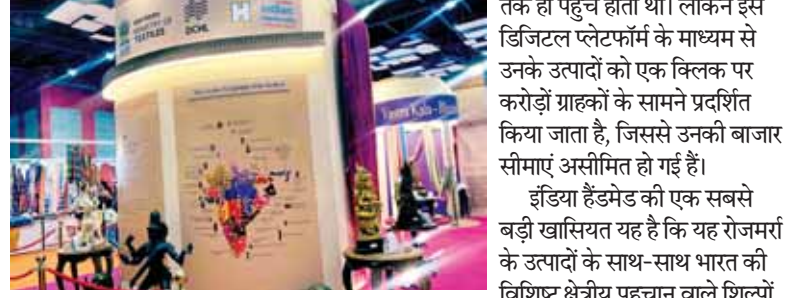 MINISTRY OF
TEXTILES
DCHL
H
तक ही पहुंच होती थी। लेकिन इस
डिजिटल प्लेटफॉर्म के माध्यम से
उनके उत्पादों को एक क्लिक पर
करोड़ों ग्राहकों के सामने प्रदर्शित
किया जाता है, जिससे उनकी बाजार
सीमाएं असीमित हो गई हैं।
इंडिया हैंडमेड की एक सबसे
बड़ी खासियत यह है कि यह रोजमर्रा
के उत्पादों के साथ-साथ भारत की
विशिष्ट क्षेत्रीय पहचान वाले शिल्पों